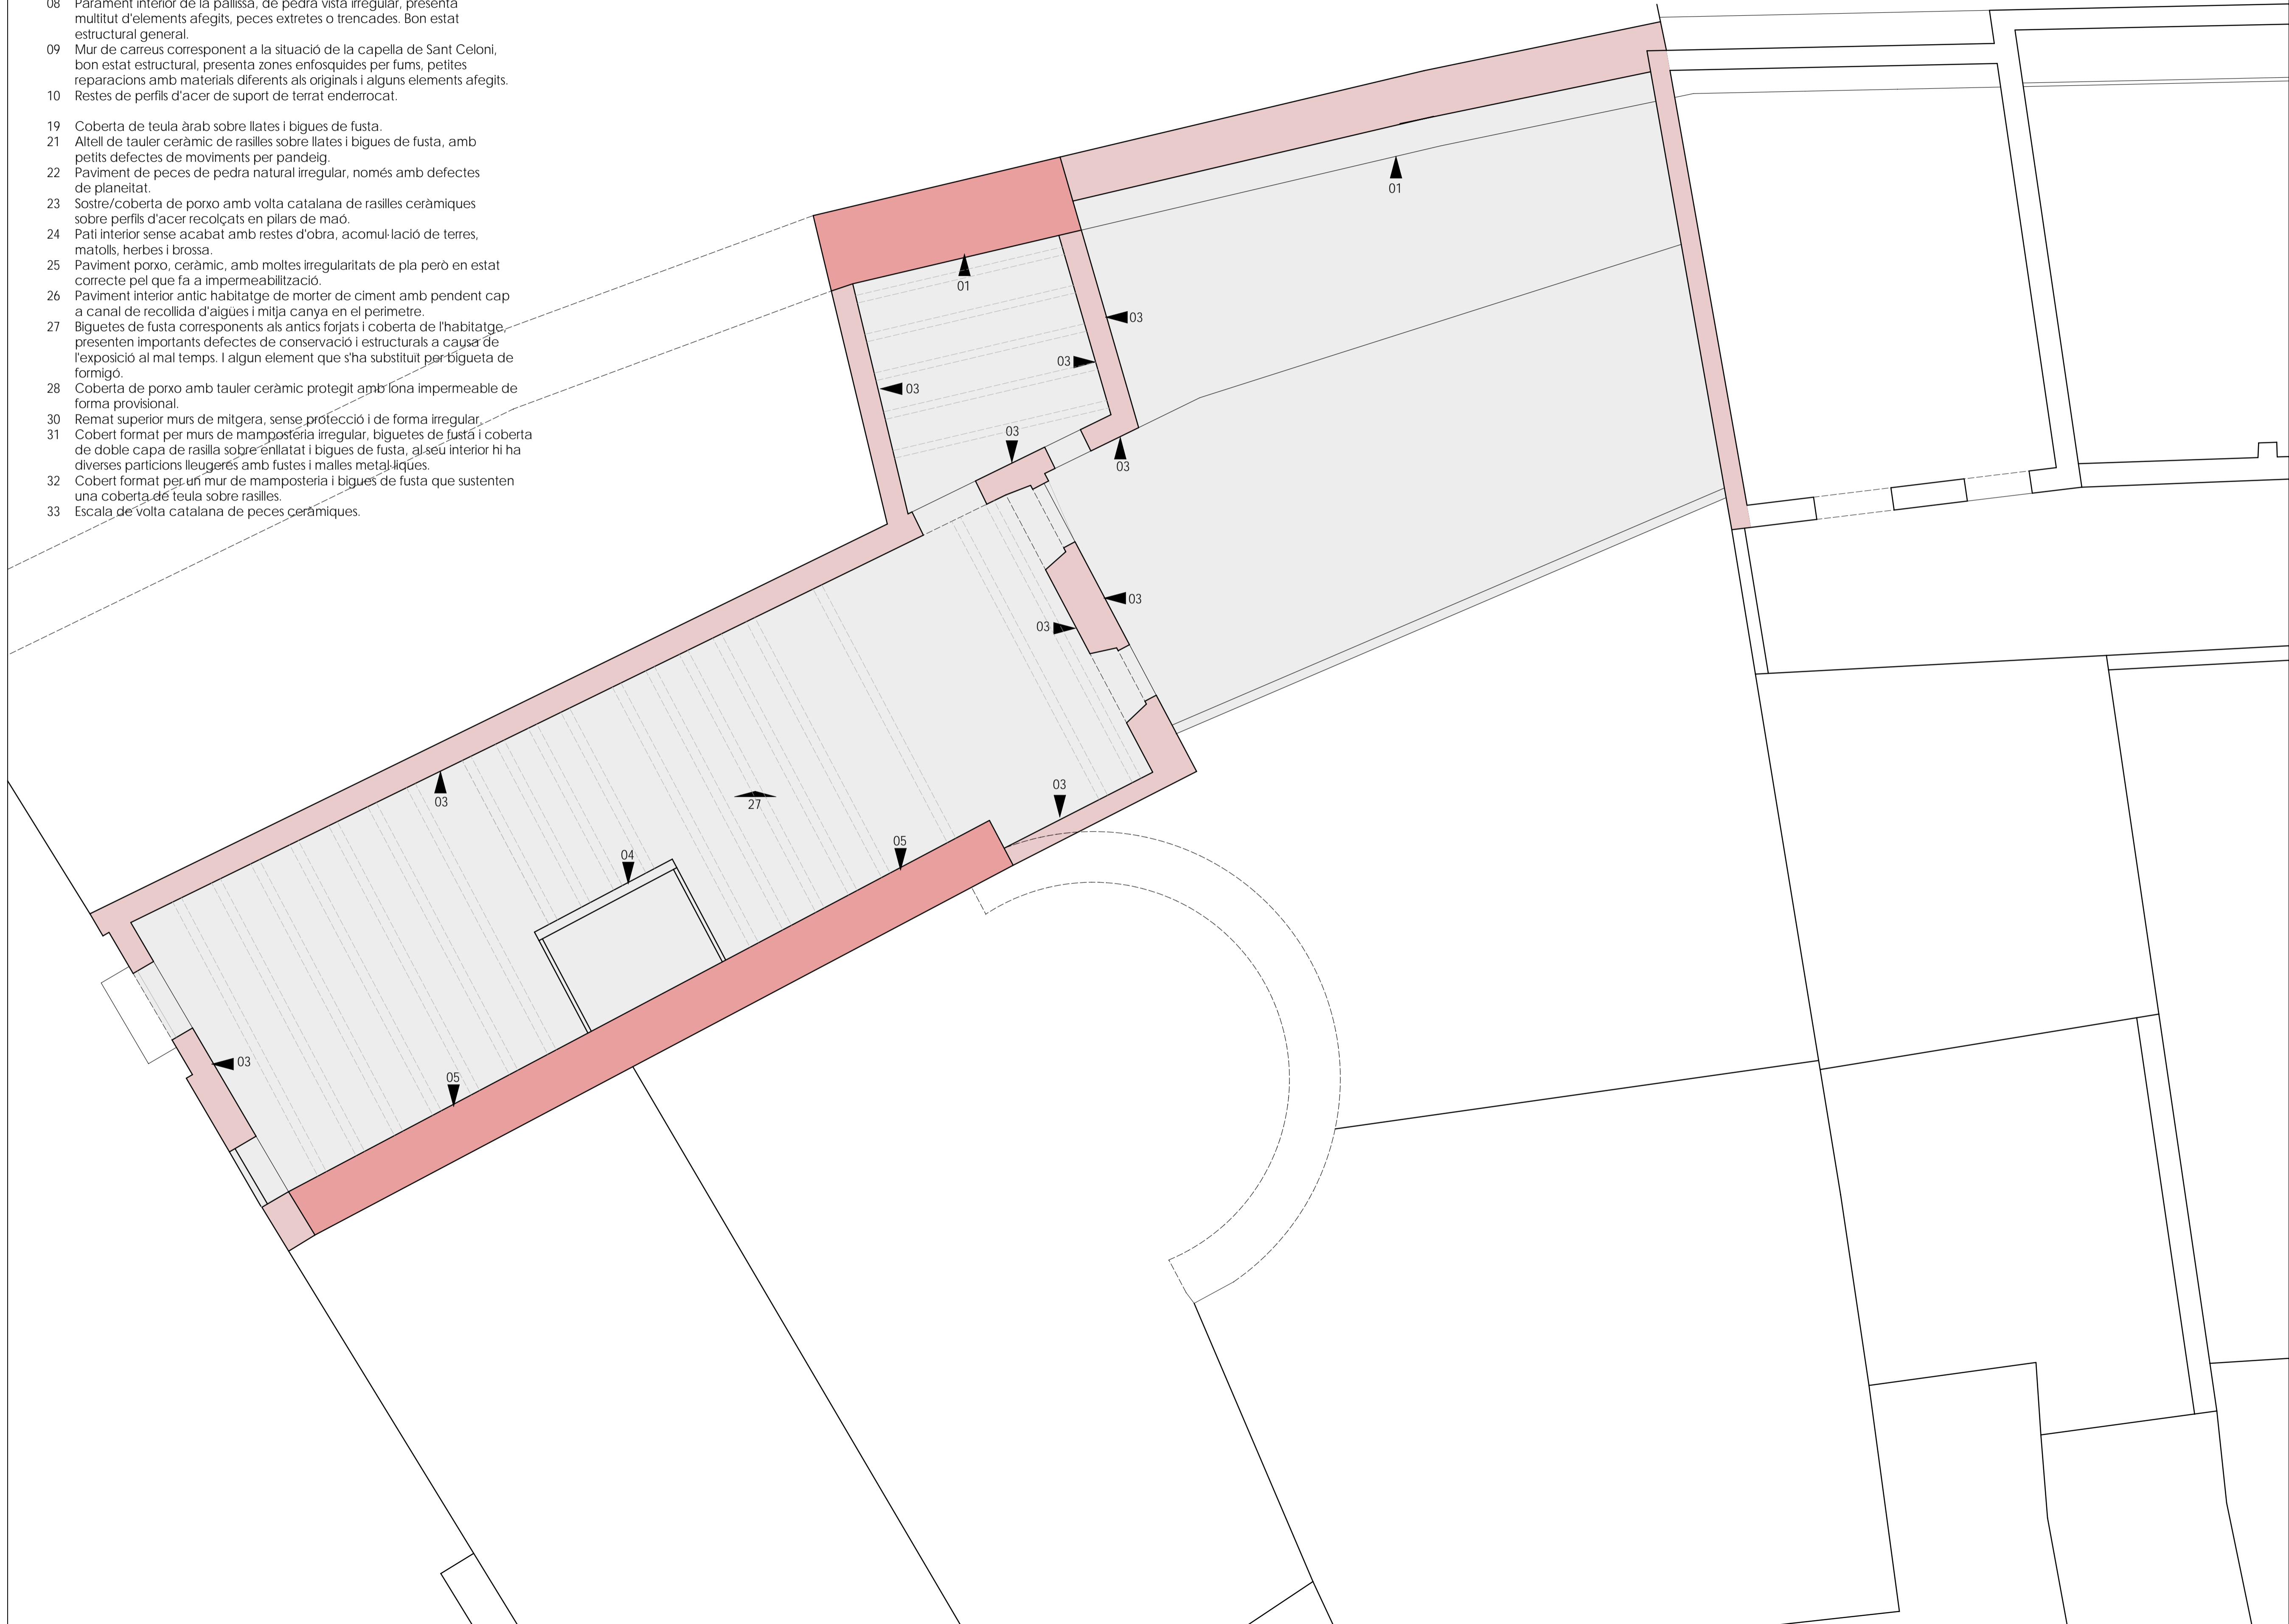 08 Parament interior de la pallissa, de pedra vista irregular, presenta
multitut d'elements afegits, peces extretes o trencades. Bon estat
estructural general.
09 Mur de carreus corresponent a la situació de la capella de Sant Celoni,
bon estat estructural, presenta zones enfosquides per fums, petites
reparacions amb materials diferents als originals i alguns elements afegits.
10 Restes de perfils d'acer de suport de terrat enderrocat.
19 Coberta de teula àrab sobre llates i bigues de fusta.
21 Altell de tauler ceràmic de rasilles sobre llates i bigues de fusta, amb
petits defectes de moviments per pandeig.
22 Paviment de peces de pedra natural irregular, només amb defectes
de planeitat.
23 Sostre/coberta de porxo amb volta catalana de rasilles ceràmiques
sobre perfils d'acer recolçats en pilars de maó.
24 Pati interior sense acabat amb restes d'obra, acomul·lació de terres,
matolls, herbes i brossa.
25 Paviment porxo, ceràmic, amb moltes irregularitats de pla però en estat
correcte pel que fa a impermeabilització.
26 Paviment interior antic habitatge de morter de ciment amb pendent cap
a canal de recollida d'aigües i mitja canya en el perimetre.
27 Biguetes de fusta corresponents als antics forjats i coberta de l'habitatge,
presenten importants defectes de conservació i estructurals a causa de
l'exposició al mal temps. I algun element que s'ha substituït per bigueta de
formigó.
28 Coberta de porxo amb tauler ceràmic protegit amb lona impermeable de
forma provisional.
30 Remat superior murs de mitgera, sense protecció i de forma irregular.
31 Cobert format per murs de mamposteria irregular, biguetes de fusta i coberta
de doble capa de rasilla sobre enllatat i bigues de fusta, al seu interior hi ha
diverses particions lleugeres amb fustes i malles metal·liques.
32 Cobert format per un mur de mamposteria i bigues de fusta que sustenten
una coberta de teula sobre rasilles.
33 Escala de volta catalana de peces ceràmiques.
01
01
03
03
03
03
03
03
03
03
03
27
05
04
03
05